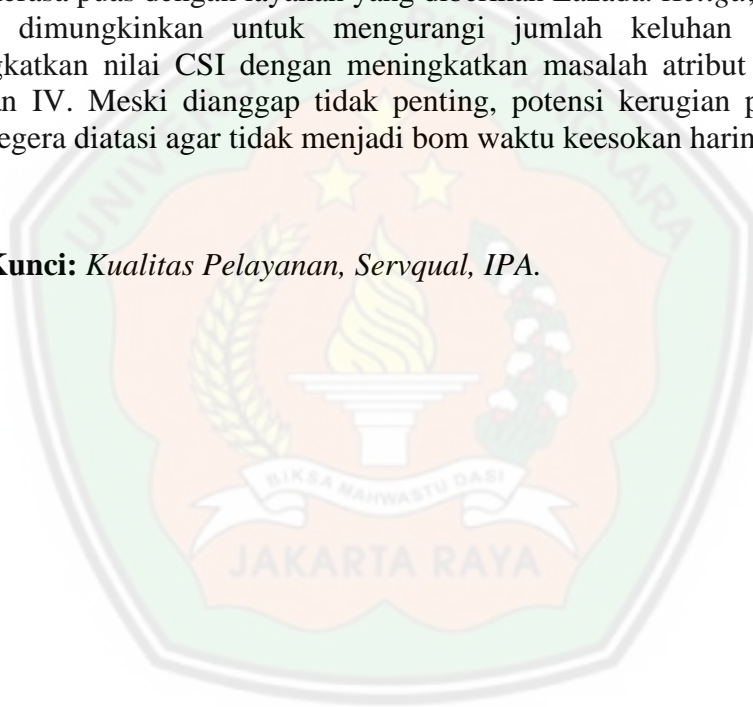 puas dengan layanan yang diberikan Lazada.
dimungkinkan untuk mengurangi jumlah keluhan
nilai CSI dengan meningkatkan masalah atribut
IV. Meski dianggap tidak penting, potensi kerugian
diatasi agar tidak menjadi bom waktu keesokan
UNIVERSITAS BHAYANGKARA
Kunci: Kualitas Pelayanan, Servqual, IPA.
BIKSA MAHWASTU DASI
JAKARTA RAYA